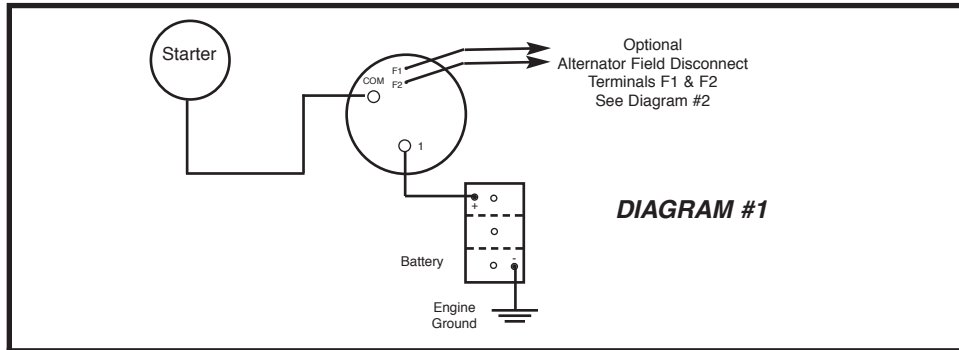 Starter
COM
F1
F2
1
Optional
Alternator Field Disconnect
Terminals F1 & F2
See Diagram #2
+
DIAGRAM #1
Battery
-
Engine
Ground